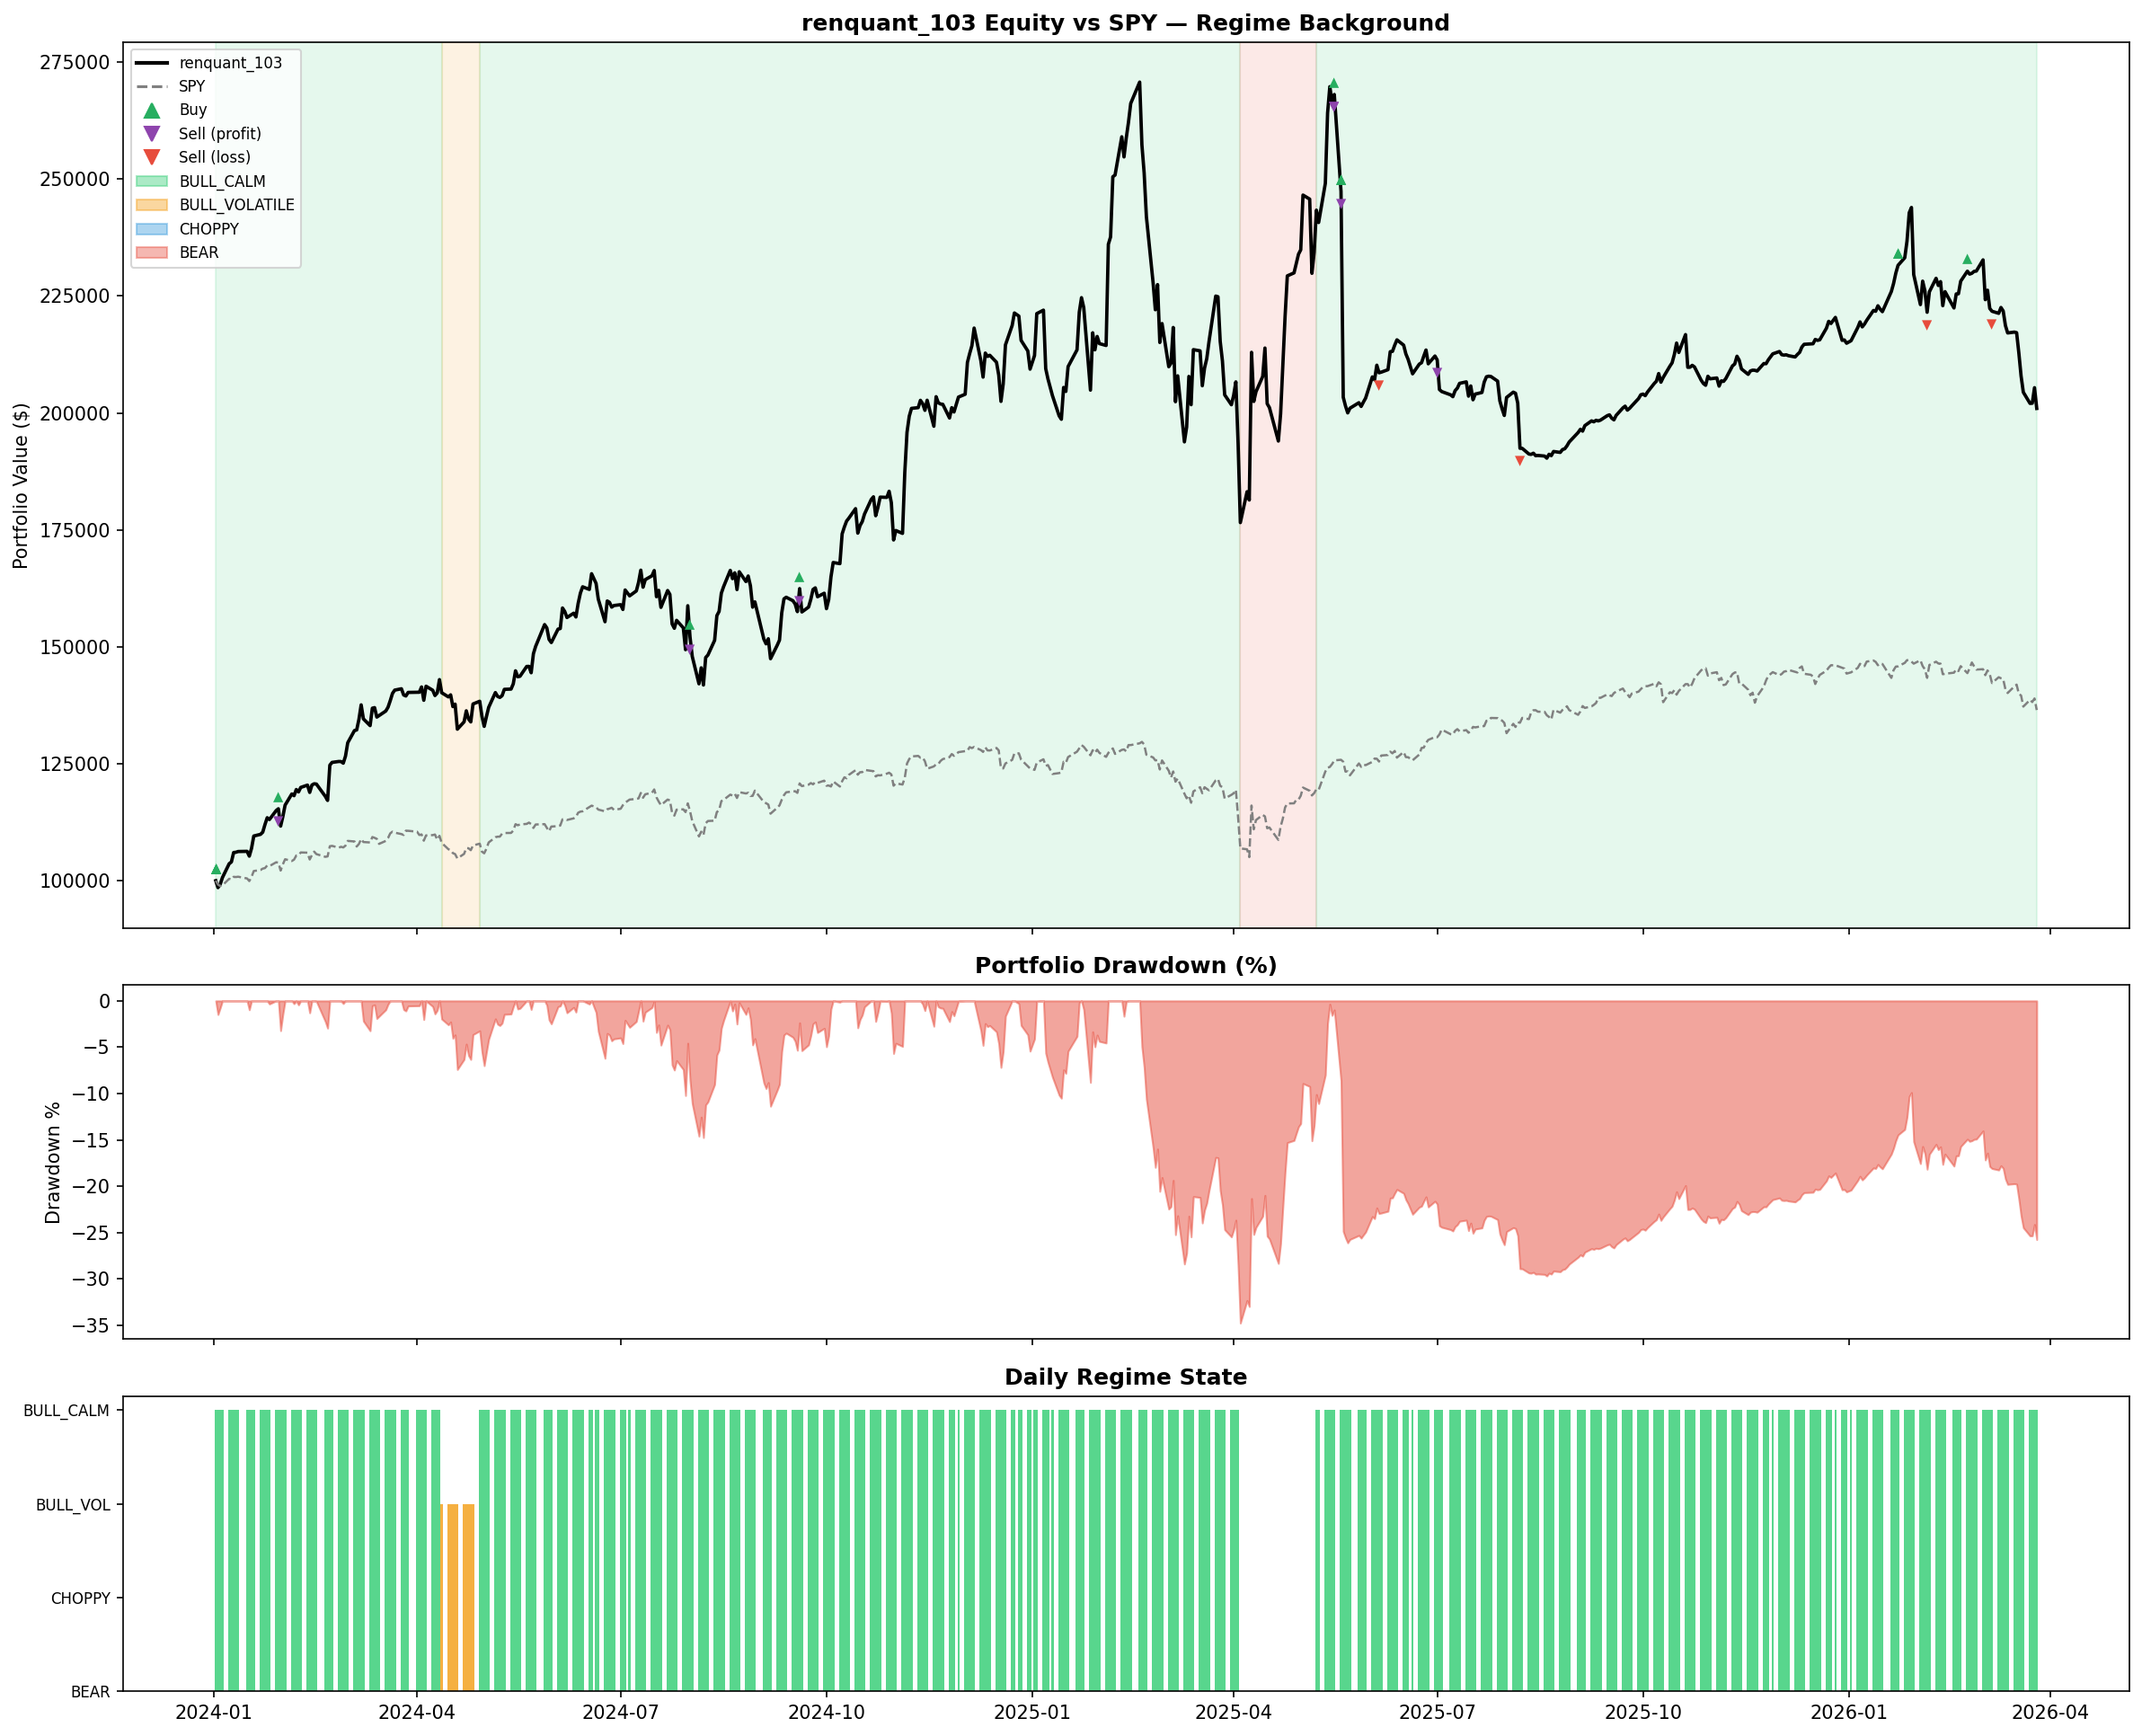 renquant_103 Equity vs SPY — Regime Background
renquant_103
SPY
Buy
Sell (profit)
Sell (loss)
BULL_CALM
BULL_VOLATILE
CHOPPY
BEAR
Portfolio Value ($)
275000
250000
225000
200000
175000
150000
125000
100000
Portfolio Drawdown (%)
Drawdown %
0
−5
−10
−15
−20
−25
−30
−35
Daily Regime State
BULL_CALM
BULL_VOL
CHOPPY
BEAR
2024-01 2024-04 2024-07 2024-10 2025-01 2025-04 2025-07 2025-10 2026-01 2026-04